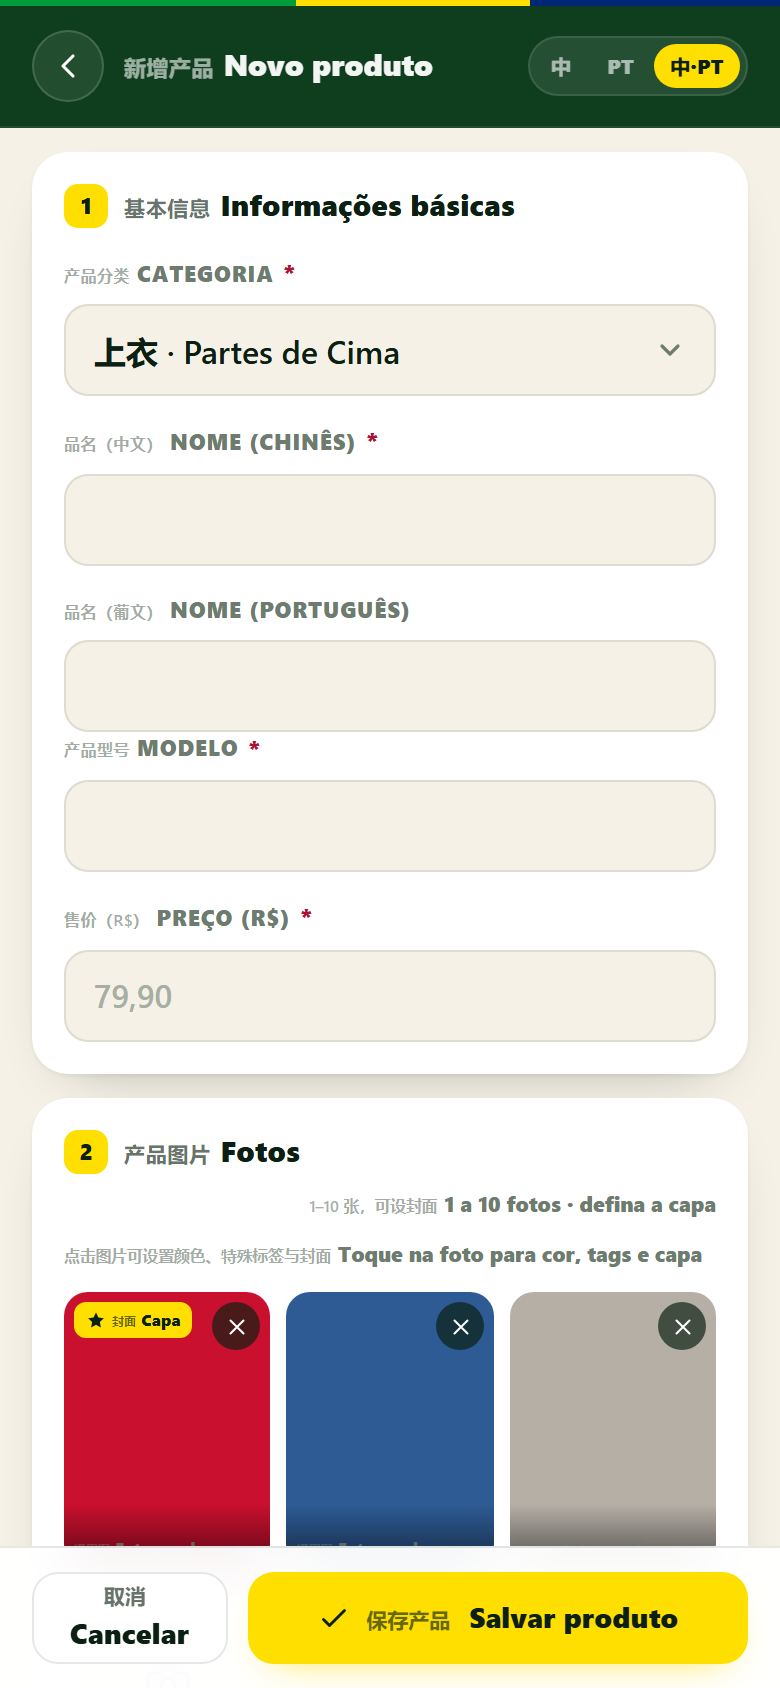 新增产品 Novo produto
中 PT 中·PT
1 基本信息 Informações básicas
产品分类 CATEGORIA *
上衣 · Partes de Cima
品名（中文） NOME (CHINÊS) *
品名（葡文） NOME (PORTUGUÊS)
产品型号 MODELO *
售价（R$） PREÇO (R$) *
79,90
2 产品图片 Fotos
1–10 张，可设封面 1 a 10 fotos · defina a capa
点击图片可设置颜色、特殊标签与封面 Toque na foto para cor, tags e capa
封面 Capa
取消
Cancelar
保存产品 Salvar produto